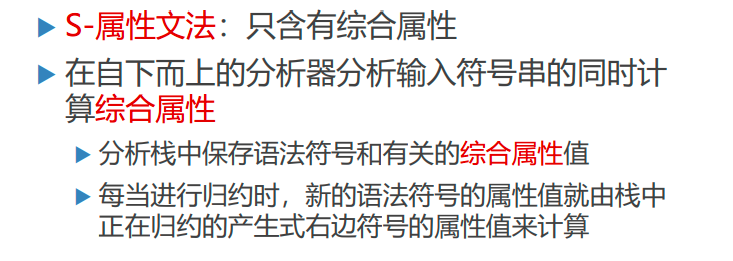 S-属性文法：只含有综合属性
在自下而上的分析器分析输入符号串的同时计
算综合属性
分析栈中保存语法符号和有关的综合属性值
每当进行归约时，新的语法符号的属性值就由栈中
正在归约的产生式右边符号的属性值来计算